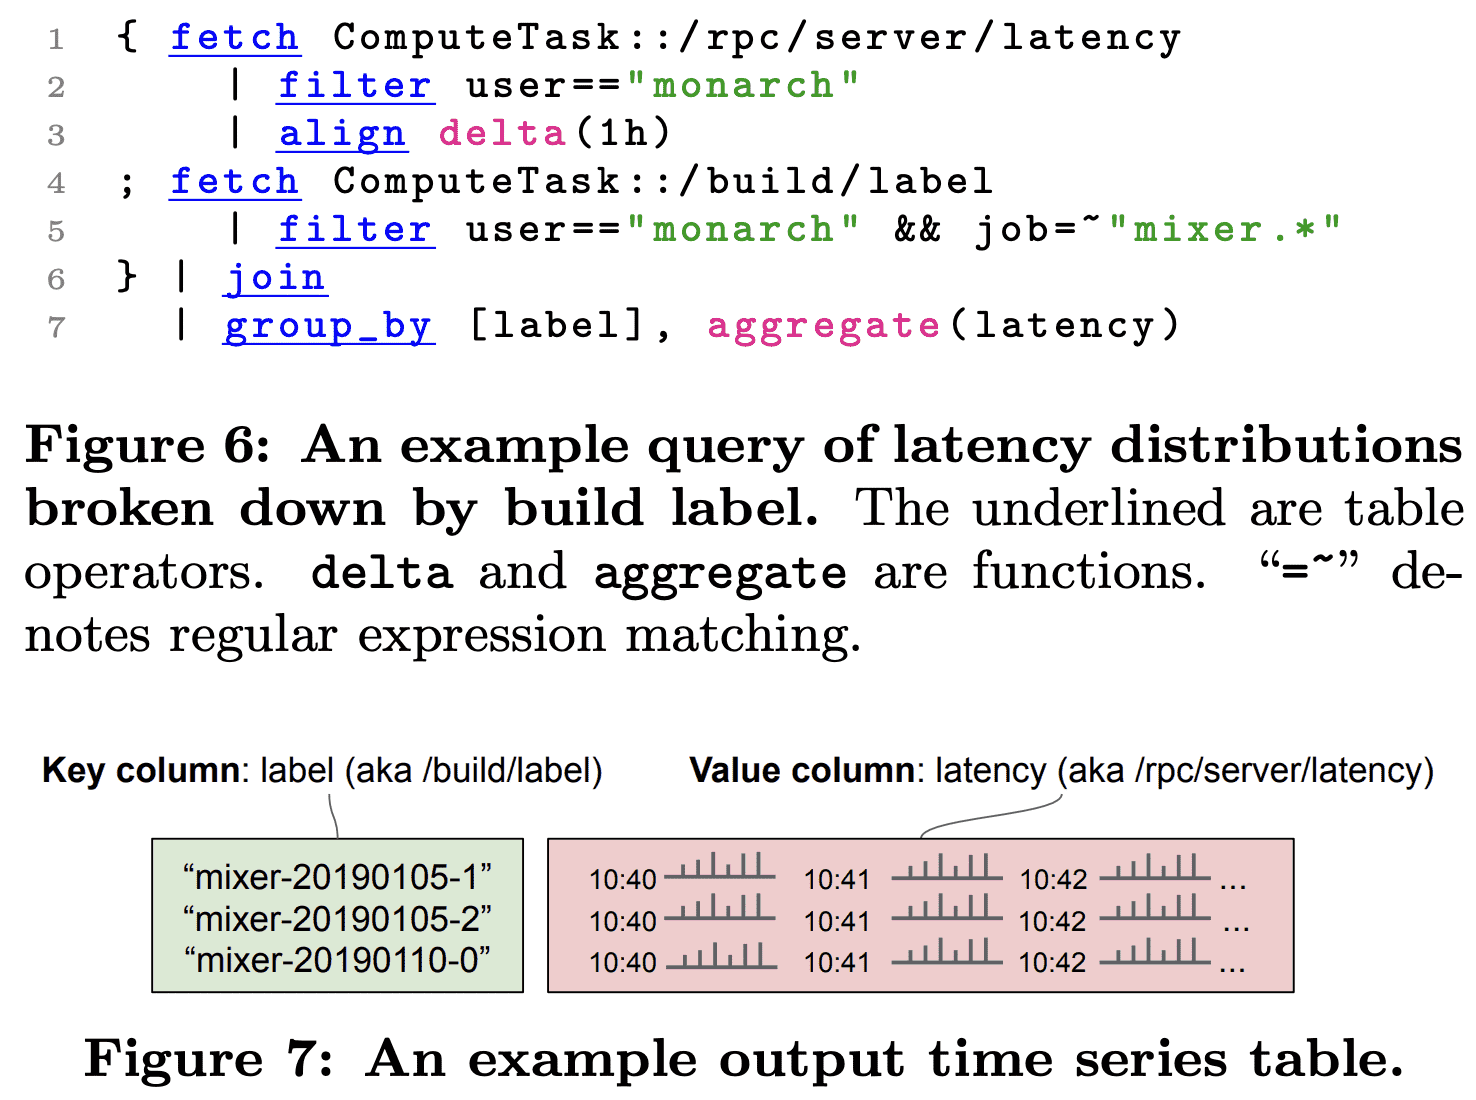 1 { fetch ComputeTask::/rpc/server/latency
2 | filter user=="monarch"
3 | align delta(1h)
4 ; fetch ComputeTask::/build/label
5 | filter user=="monarch" && job=~"mixer.*"
6 } | join
7 | group_by [label], aggregate(latency)
Figure 6: An example query of latency distributions
broken down by build label. The underlined are table
operators. delta and aggregate are functions. “=~” de-
notes regular expression matching.
Key column: label (aka /build/label)
Value column: latency (aka /rpc/server/latency)
“mixer-20190105-1” 10:40 10:41 10:42 ...
“mixer-20190105-2” 10:40 10:41 10:42 ...
“mixer-20190110-0” 10:40 10:41 10:42 ...
Figure 7: An example output time series table.